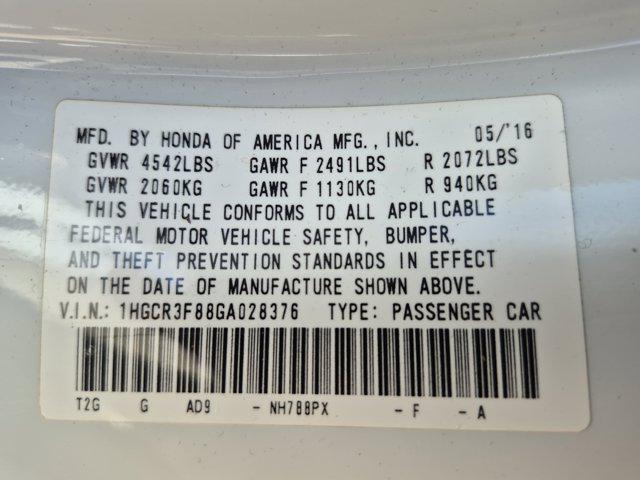 MFD. BY HONDA OF AMERICA MFG., INC. 05/'16
GVWR 4542LBS GAWR F 2491LBS R 2072LBS
GVWR 2060KG GAWR F 1130KG R 940KG
THIS VEHICLE CONFORMS TO ALL APPLICABLE
FEDERAL MOTOR VEHICLE SAFETY, BUMPER,
AND THEFT PREVENTION STANDARDS IN EFFECT
ON THE DATE OF MANUFACTURE SHOWN ABOVE.
V.I.N.: 1HGCR3F88GA028376 TYPE: PASSENGER CAR
T2G G AD9 - NH788PX - F - A